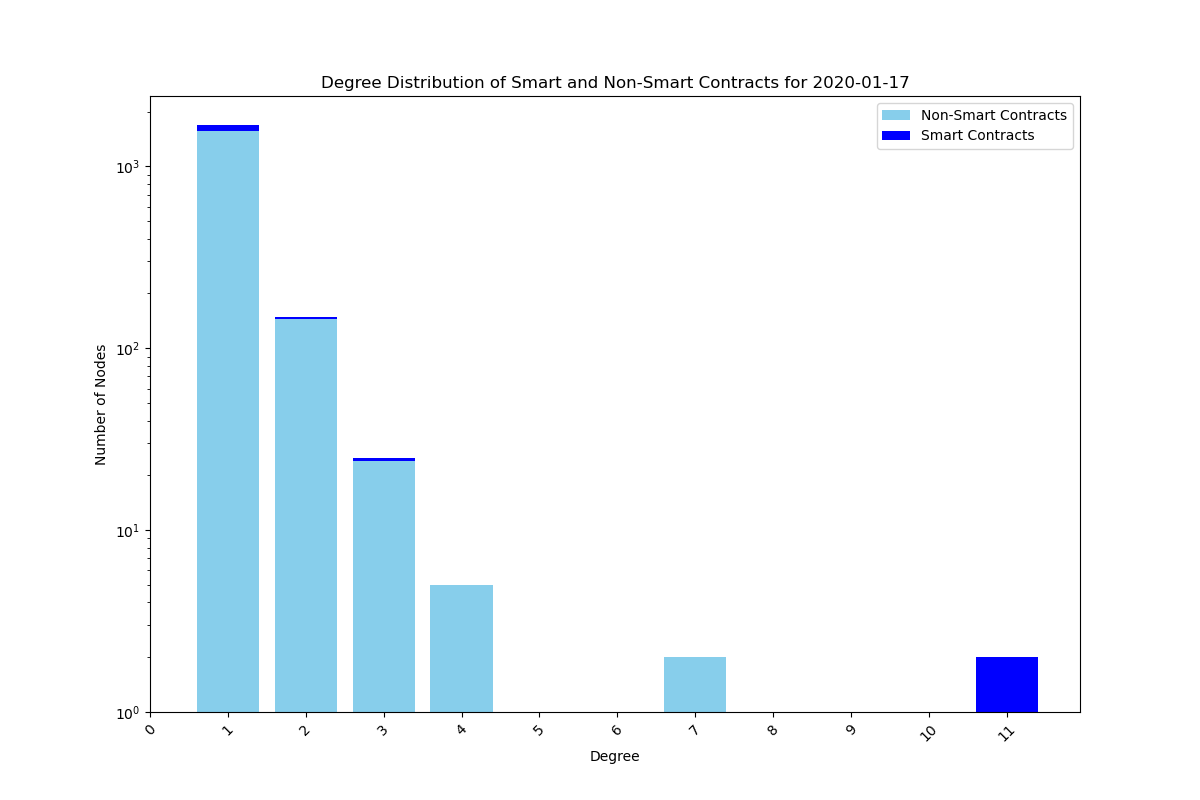 Degree Distribution of Smart and Non-Smart Contracts for 2020-01-17
Non-Smart Contracts
Smart Contracts
Number of Nodes
10³
10²
10¹
10⁰
0 1 2 3 4 5 6 7 8 9 10 11
Degree